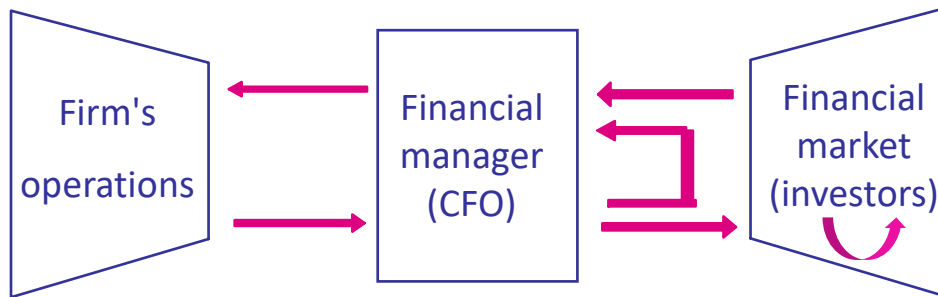 Firm's
operations
Financial
manager
(CFO)
Financial
market
(investors)